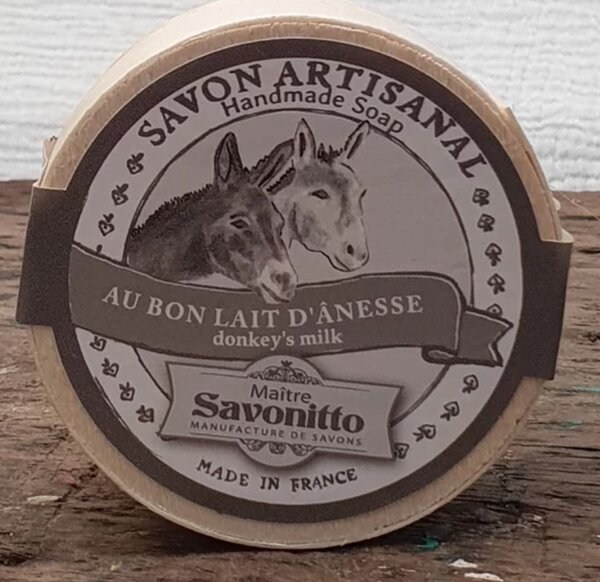 SAVON ARTISANAL
Handmade Soap
AU BON LAIT D'ÂNESSE
donkey's milk
Maître
Savonitto
MANUFACTURE DE SAVONS
MADE IN FRANCE